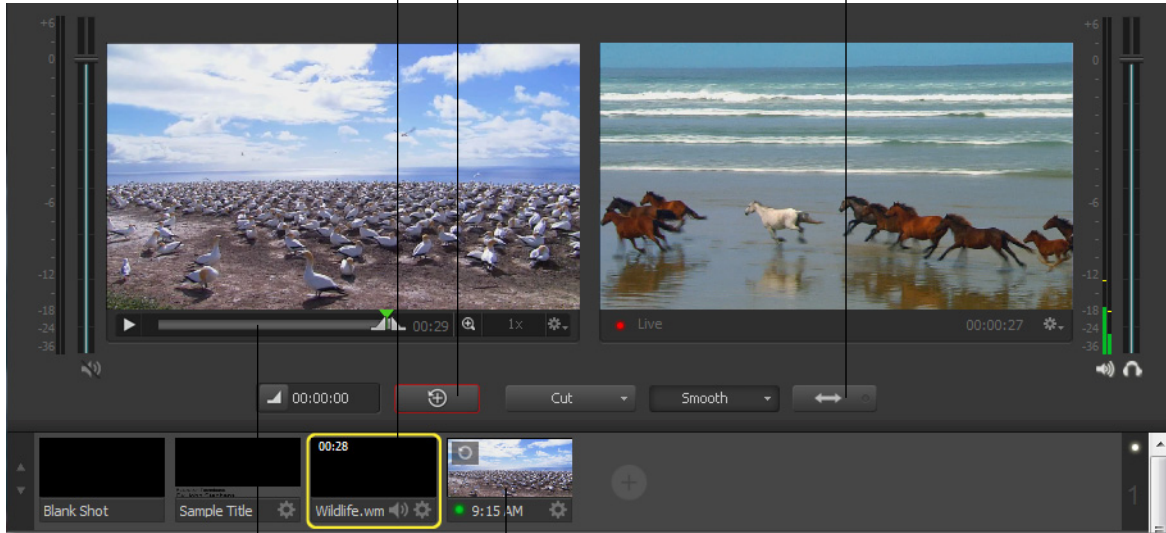 +6
0
-6
-12
-18
-24
-36
+6
0
-6
-12
-18
-24
-36
00:29
1x
Live
00:00:27
00:00:00
Cut
Smooth
00:28
Blank Shot
Sample Title
Wildlife.wm
9:15 AM
1